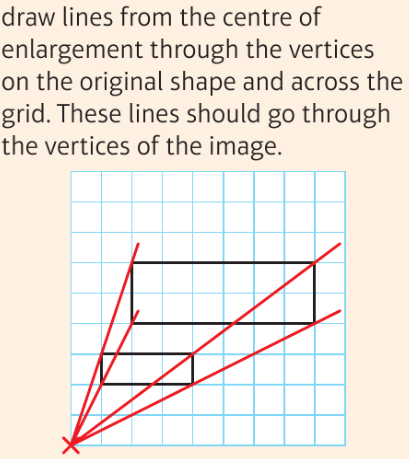 draw lines from the centre of
enlargement through the vertices
on the original shape and across the
grid. These lines should go through
the vertices of the image.